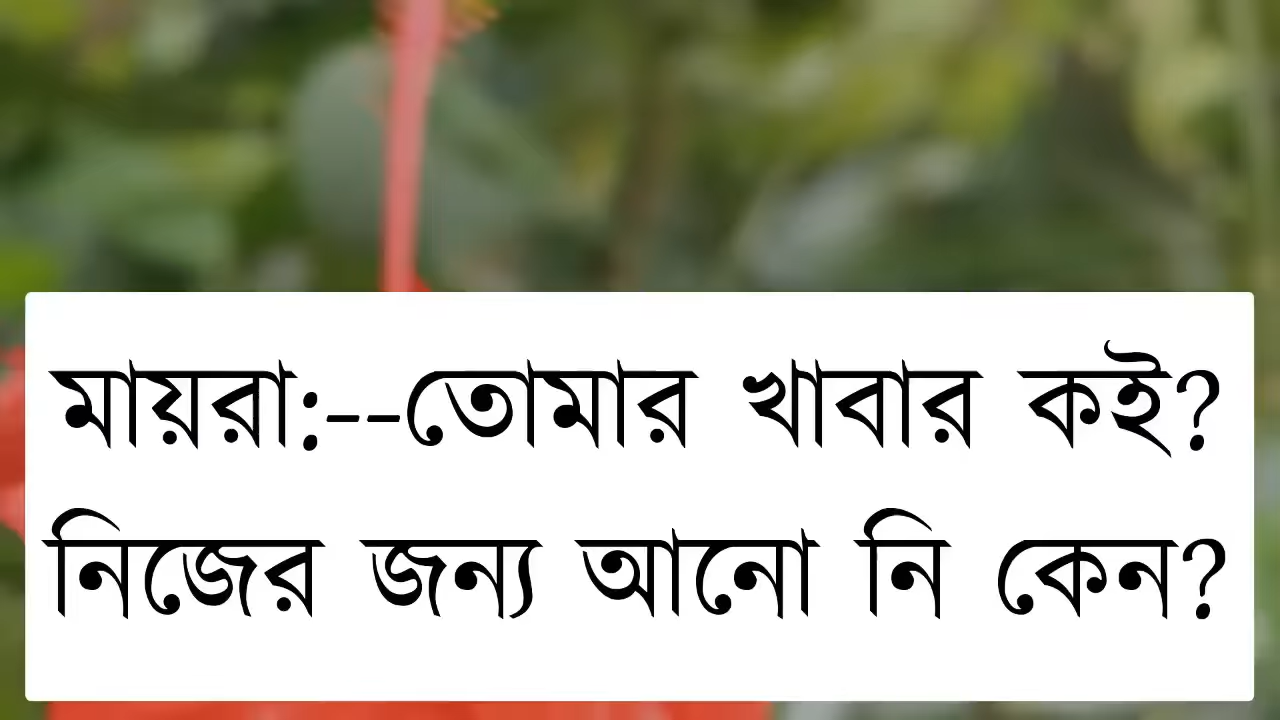 মায়রা:--তোমার খাবার কই?
নিজের জন্য আনো নি কেন?